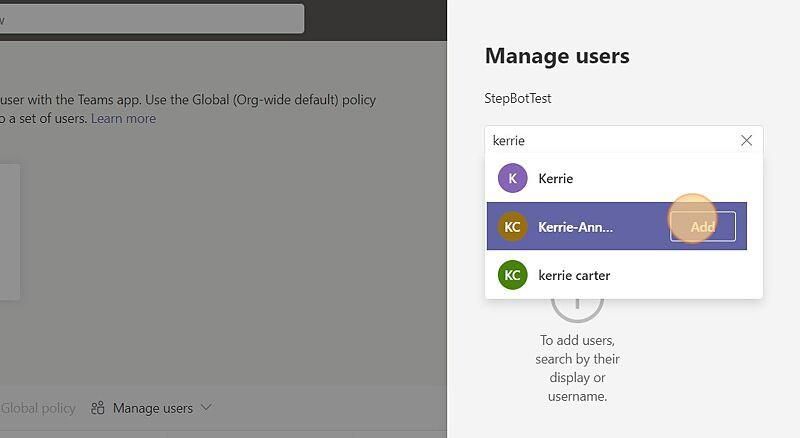 w
Manage users
user with the Teams app. Use the Global (Org-wide default) policy
StepBotTest
o a set of users. Learn more
kerrie
K Kerrie
KC Kerrie-Ann... Add
KC kerrie carter
To add users,
search by their
display or
username.
Global policy Manage users